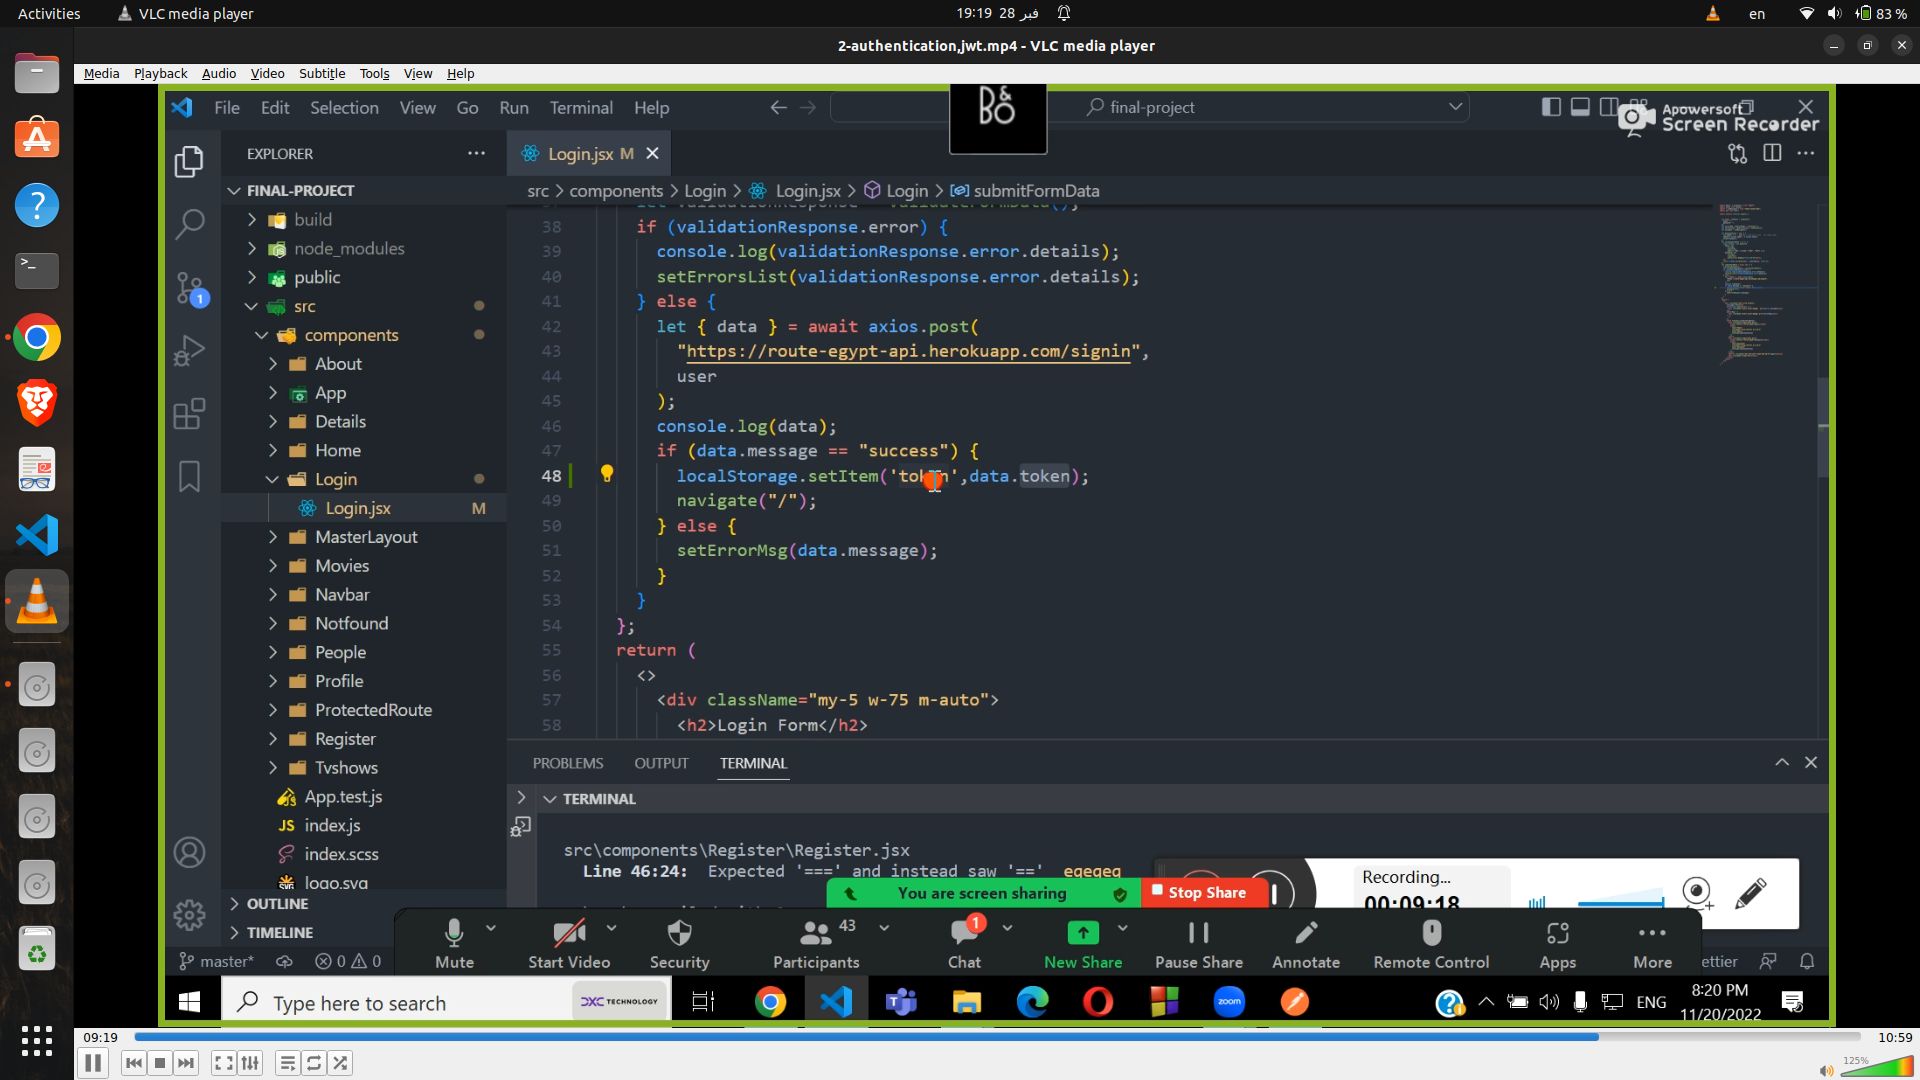 Activities
VLC media player
19:19 28 فبر
en
83 %
2-authentication,jwt.mp4 - VLC media player
Media Playback Audio Video Subtitle Tools View Help
File Edit Selection View Go Run Terminal Help
B&O
final-project
Apowersoft
Screen Recorder
EXPLORER
Login.jsx M
FINAL-PROJECT
src > components > Login > Login.jsx > Login > submitFormData
build
node_modules
public
src
components
About
App
Details
Home
Login
Login.jsx M
MasterLayout
Movies
Navbar
Notfound
People
Profile
ProtectedRoute
Register
Tvshows
App.test.js
JS index.js
index.scss
logo.svg
OUTLINE
TIMELINE
1
38 if (validationResponse.error) {
39 console.log(validationResponse.error.details);
40 setErrorsList(validationResponse.error.details);
41 } else {
42 let { data } = await axios.post(
43 "https://route-egypt-api.herokuapp.com/signin",
44 user
45 );
46 console.log(data);
47 if (data.message == "success") {
48 localStorage.setItem('token',data.token);
49 navigate("/");
50 } else {
51 setErrorMsg(data.message);
52 }
53 }
54 };
55 return (
56 <>
57 <div className="my-5 w-75 m-auto">
58 <h2>Login Form</h2>
PROBLEMS OUTPUT TERMINAL
TERMINAL
src\components\Register\Register.jsx
Line 46:24: Expected '===' and instead saw '==' eqeqeq
You are screen sharing
Stop Share
Recording...
00:09:18
Mute
Start Video
Security
43
Participants
1
Chat
New Share
Pause Share
Annotate
Remote Control
Apps
More
master*
0 0
ettier
Type here to search
DXC TECHNOLOGY
zoom
ENG
8:20 PM
11/20/2022
09:19
10:59
125%